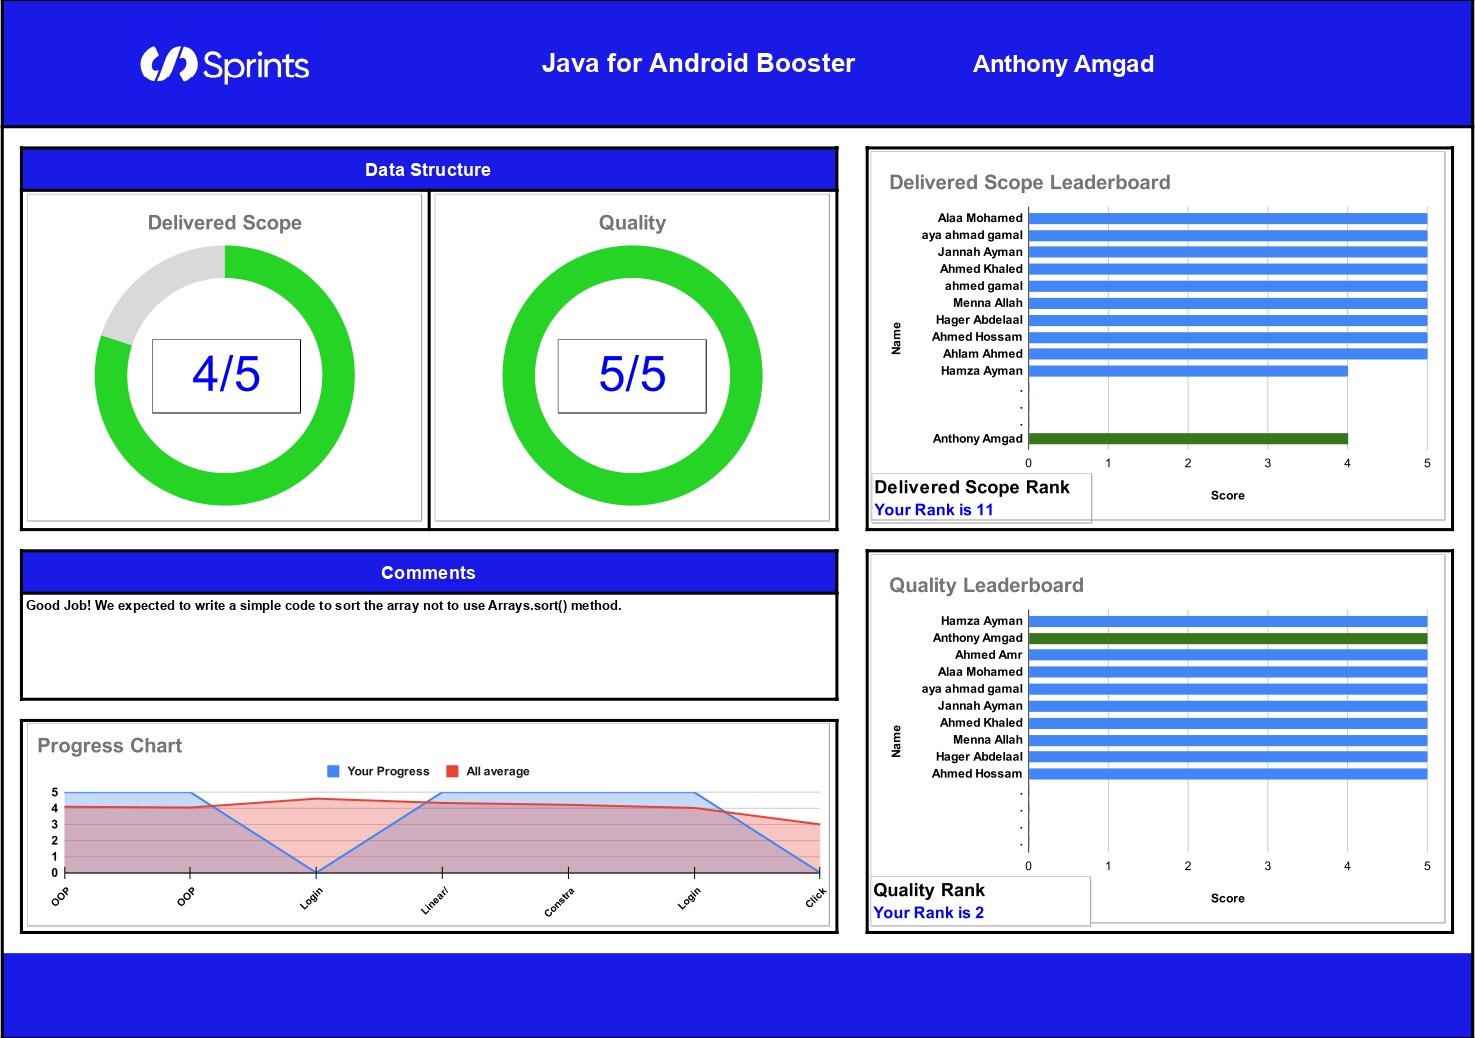 Sprints
Java for Android Booster
Anthony Amgad
Data Structure
Delivered Scope
4/5
Quality
5/5
Comments
Good Job! We expected to write a simple code to sort the array not to use Arrays.sort() method.
Progress Chart
Your Progress
All average
5
4
3
2
1
0
OOP
OOP
Login
Linear/
Constra
Login
Click
Delivered Scope Leaderboard
Name
Alaa Mohamed
aya ahmad gamal
Jannah Ayman
Ahmed Khaled
ahmed gamal
Menna Allah
Hager Abdelaal
Ahmed Hossam
Ahlam Ahmed
Hamza Ayman
.
.
.
Anthony Amgad
0 1 2 3 4 5
Score
Delivered Scope Rank
Your Rank is 11
Quality Leaderboard
Name
Hamza Ayman
Anthony Amgad
Ahmed Amr
Alaa Mohamed
aya ahmad gamal
Jannah Ayman
Ahmed Khaled
Menna Allah
Hager Abdelaal
Ahmed Hossam
.
.
.
.
0 1 2 3 4 5
Score
Quality Rank
Your Rank is 2